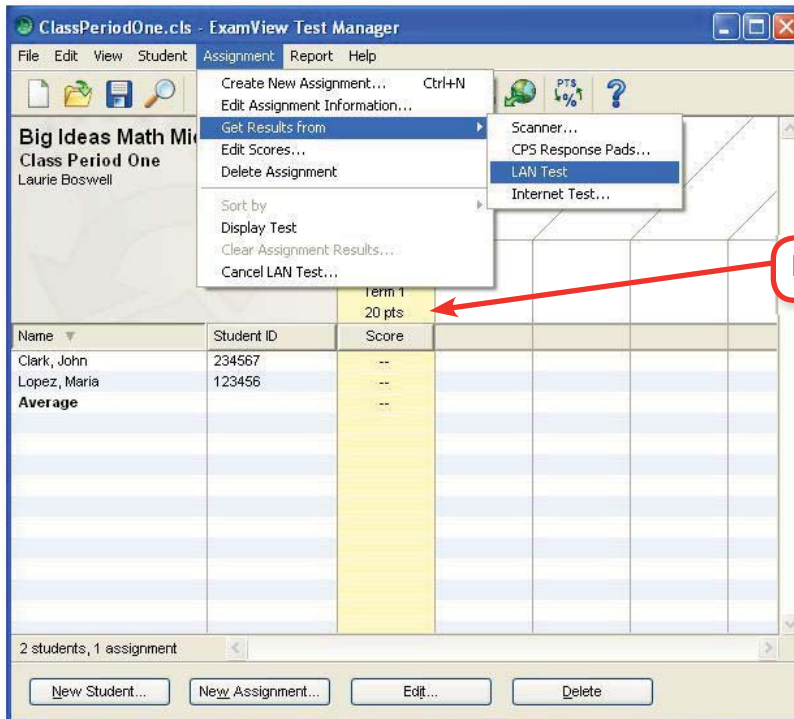 ClassPeriodOne.cls - ExamView Test Manager
File Edit View Student Assignment Report Help
PTS
%
Big Ideas Math Mi
Class Period One
Laurie Boswell
Create New Assignment... Ctrl+N
Edit Assignment Information...
Get Results from
Edit Scores...
Delete Assignment
Sort by
Display Test
Clear Assignment Results...
Cancel LAN Test...
Scanner...
CPS Response Pads...
LAN Test
Internet Test...
Term 1
20 pts
Name Student ID Score
Clark, John 234567 --
Lopez, Maria 123456 --
Average --
2 students, 1 assignment
New Student... New Assignment... Edit... Delete